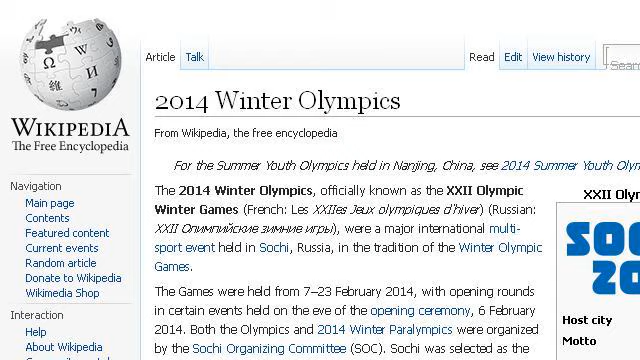 WIKIPEDIA
The Free Encyclopedia
Navigation
Main page
Contents
Featured content
Current events
Random article
Donate to Wikipedia
Wikimedia Shop
Interaction
Help
About Wikipedia
Article Talk
Read Edit View history
Sear
2014 Winter Olympics
From Wikipedia, the free encyclopedia
For the Summer Youth Olympics held in Nanjing, China, see 2014 Summer Youth Olyn
The 2014 Winter Olympics, officially known as the XXII Olympic
Winter Games (French: Les XXIIes Jeux olympiques d'hiver) (Russian:
XXII Олимпийские зимние игры), were a major international multi-
sport event held in Sochi, Russia, in the tradition of the Winter Olympic
Games.
The Games were held from 7–23 February 2014, with opening rounds
in certain events held on the eve of the opening ceremony, 6 February
2014. Both the Olympics and 2014 Winter Paralympics were organized
by the Sochi Organizing Committee (SOC). Sochi was selected as the
XXII Olyr
SOC
20
Host city
Motto